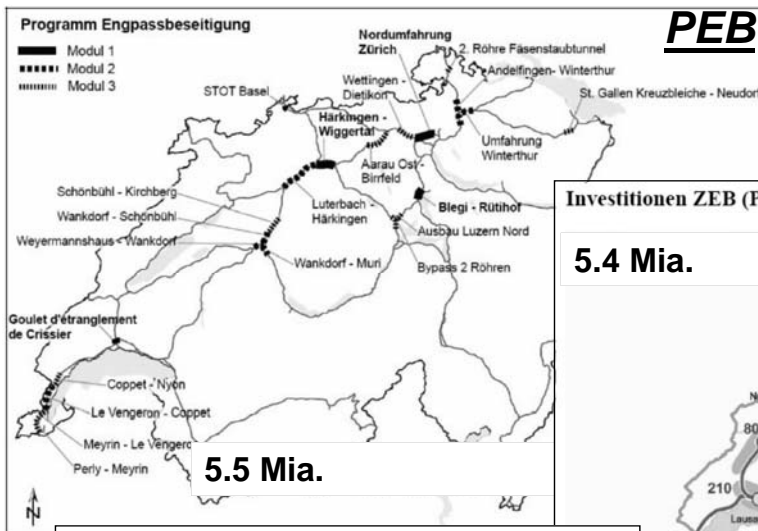 Programm Engpassbeseitigung
Modul 1
Modul 2
Modul 3
PEB
Nordumfahrung
Zürich
2. Röhre Fäsenstaubtunnel
Andelfingen - Winterthur
Wettingen -
Dietikon
St. Gallen Kreuzbleiche - Neudorf
STOT Basel
Härkingen -
Wiggertal
Umfahrung
Winterthur
Aarau Ost -
Birrfeld
Schönbühl - Kirchberg
Luterbach -
Härkingen
Blegi - Rütihof
Wankdorf - Schönbühl
Ausbau Luzern Nord
Weyermannshaus - Wankdorf
Bypass 2 Röhren
Wankdorf - Muri
Goulet d'étranglement
de Crissier
Coppet - Nyon
Le Vengeron - Coppet
Meyrin - Le Vengero
Perly - Meyrin
5.5 Mia.
N
Investitionen ZEB (P
5.4 Mia.
80
210
Lausa